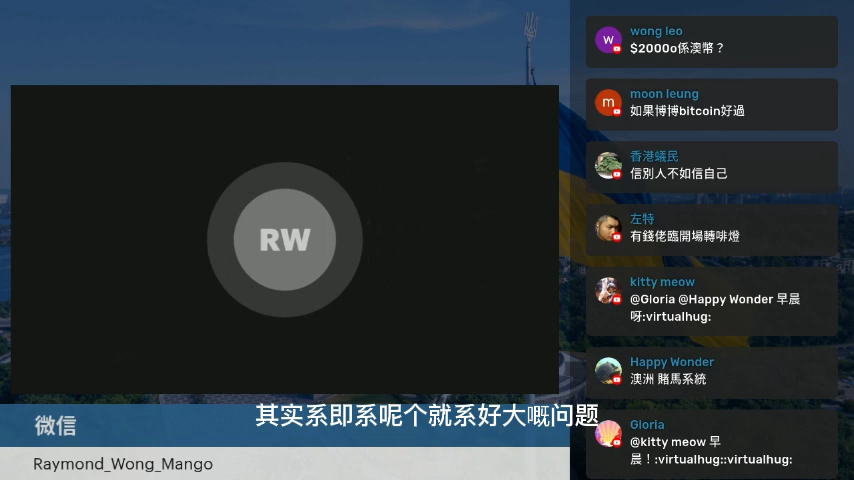 RW
其实系即系呢个就系好大嘅问题
微信
Raymond_Wong_Mango
wong leo
$2000o係澳幣？
moon leung
如果博博bitcoin好過
香港蟻民
信別人不如信自己
左特
有錢佬臨開場轉啡燈
kitty meow
@Gloria @Happy Wonder 早晨
呀:virtualhug:
Happy Wonder
澳洲 賭馬系統
Gloria
@kitty meow 早
晨！:virtualhug::virtualhug: